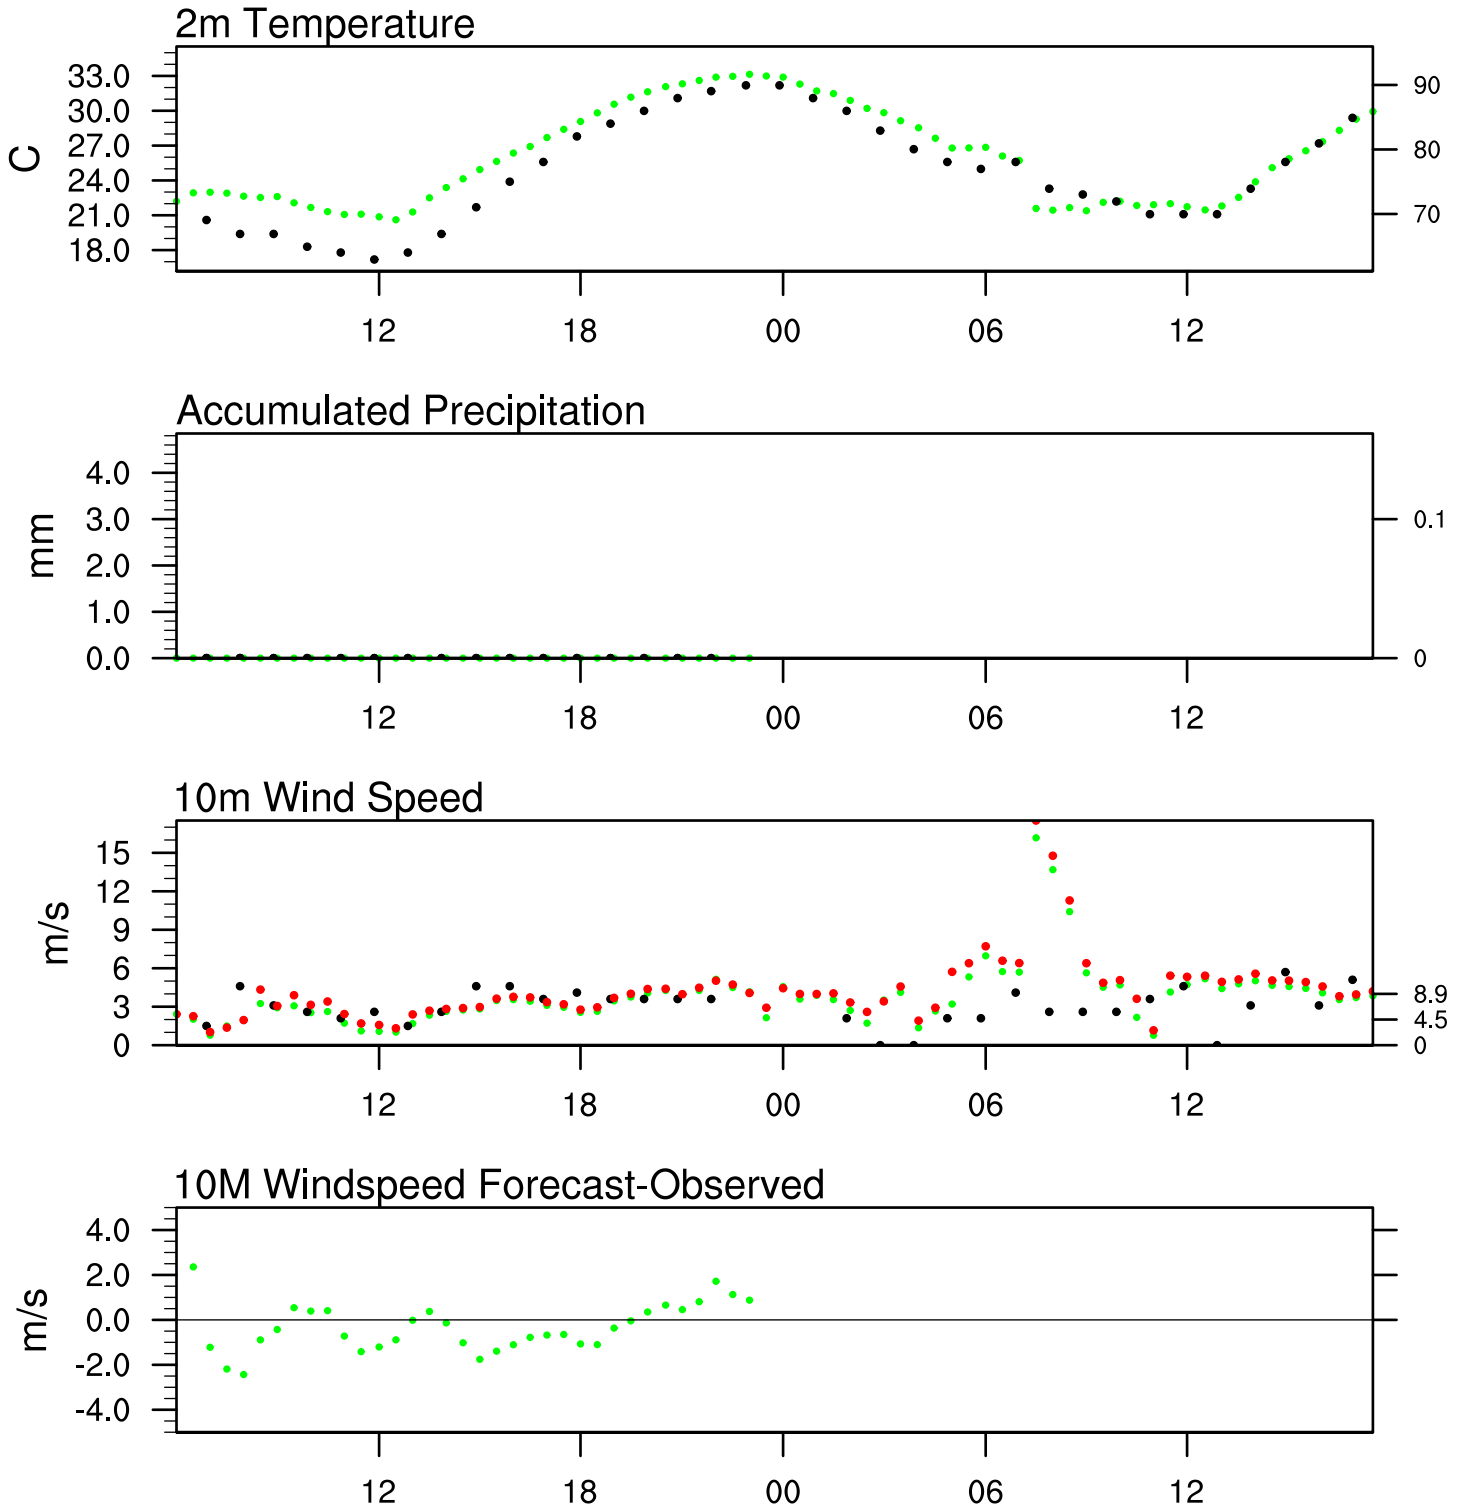 2m Temperature
33.0
30.0
27.0
24.0
21.0
18.0
C
90
80
70
12 18 00 06 12
Accumulated Precipitation
4.0
3.0
2.0
1.0
0.0
mm
0.1
0
12 18 00 06 12
10m Wind Speed
15
12
9
6
3
0
m/s
8.9
4.5
0
12 18 00 06 12
10M Windspeed Forecast-Observed
4.0
2.0
0.0
-2.0
-4.0
m/s
12 18 00 06 12